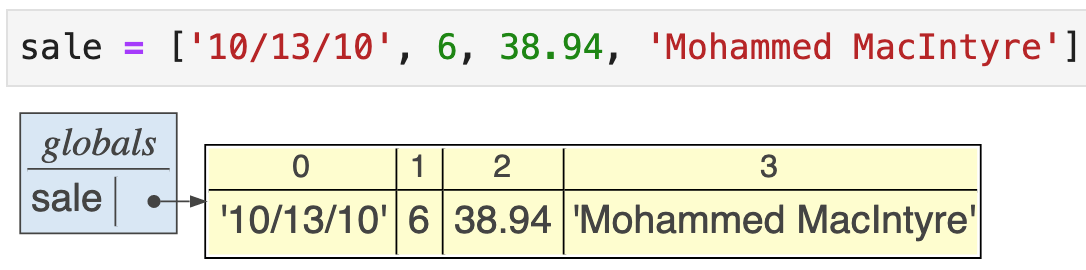 sale = ['10/13/10', 6, 38.94, 'Mohammed MacIntyre']
globals
0 1 2 3
sale '10/13/10' 6 38.94 'Mohammed MacIntyre'